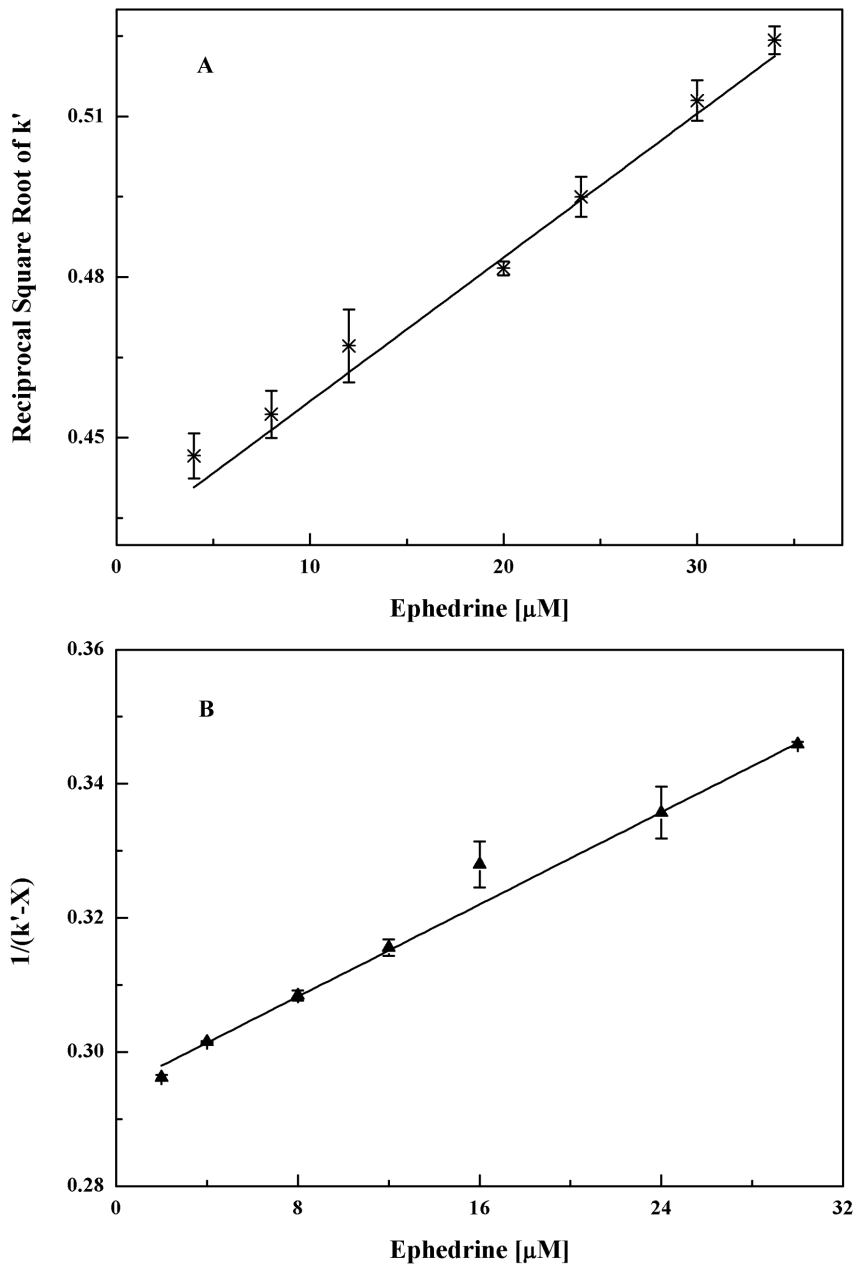 A
Reciprocal Square Root of k'
0.51
0.48
0.45
0 10 20 30
Ephedrine [μM]
B
1/(k'-X)
0.36
0.34
0.32
0.30
0.28
0 8 16 24 32
Ephedrine [μM]